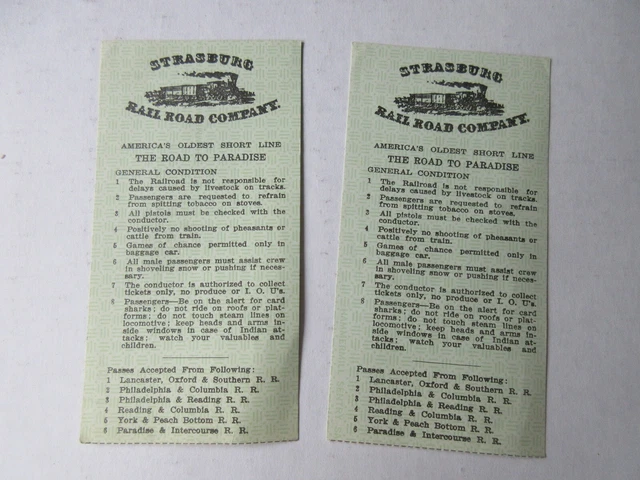 STRASBURG
RAIL ROAD COMPANY.
AMERICA'S OLDEST SHORT LINE
THE ROAD TO PARADISE
GENERAL CONDITION
1 The Railroad is not responsible for
delays caused by livestock on tracks.
2 Passengers are requested to refrain
from spitting tobacco on stoves.
3 All pistols must be checked with the
conductor.
4 Positively no shooting of pheasants or
cattle from train.
5 Games of chance permitted only in
baggage car.
6 All male passengers must assist crew
in shoveling snow or pushing if neces-
sary.
7 The conductor is authorized to collect
tickets only, no produce or I. O. U's.
8 Passengers—Be on the alert for card
sharks; do not ride on roofs or plat-
forms; do not touch steam lines on
locomotive; keep heads and arms in-
side windows in case of Indian at-
tacks; watch your valuables and
children.
Passes Accepted From Following:
1 Lancaster, Oxford & Southern R. R.
2 Philadelphia & Columbia R. R.
3 Philadelphia & Reading R. R.
4 Reading & Columbia R. R.
5 York & Peach Bottom R. R.
6 Paradise & Intercourse R. R.
STRASBURG
RAIL ROAD COMPANY.
AMERICA'S OLDEST SHORT LINE
THE ROAD TO PARADISE
GENERAL CONDITION
1 The Railroad is not responsible for
delays caused by livestock on tracks.
2 Passengers are requested to refrain
from spitting tobacco on stoves.
3 All pistols must be checked with the
conductor.
4 Positively no shooting of pheasants or
cattle from train.
5 Games of chance permitted only in
baggage car.
6 All male passengers must assist crew
in shoveling snow or pushing if neces-
sary.
7 The conductor is authorized to collect
tickets only, no produce or I. O. U's.
8 Passengers—Be on the alert for card
sharks; do not ride on roofs or plat-
forms; do not touch steam lines on
locomotive; keep heads and arms in-
side windows in case of Indian at-
tacks; watch your valuables and
children.
Passes Accepted From Following:
1 Lancaster, Oxford & Southern R. R.
2 Philadelphia & Columbia R. R.
3 Philadelphia & Reading R. R.
4 Reading & Columbia R. R.
5 York & Peach Bottom R. R.
6 Paradise & Intercourse R. R.